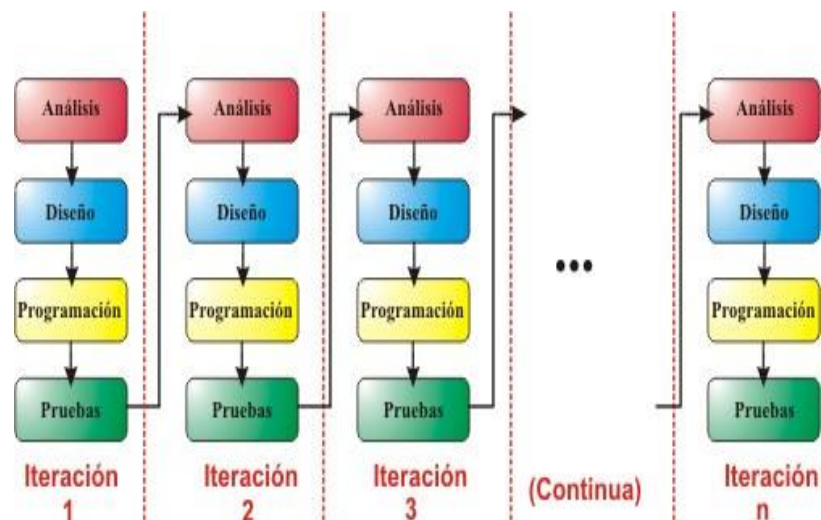 Análisis
Diseño
Programación
Pruebas
Iteración
1
Análisis
Diseño
Programación
Pruebas
Iteración
2
Análisis
Diseño
Programación
Pruebas
Iteración
3
...
(Continua)
Análisis
Diseño
Programación
Pruebas
Iteración
n